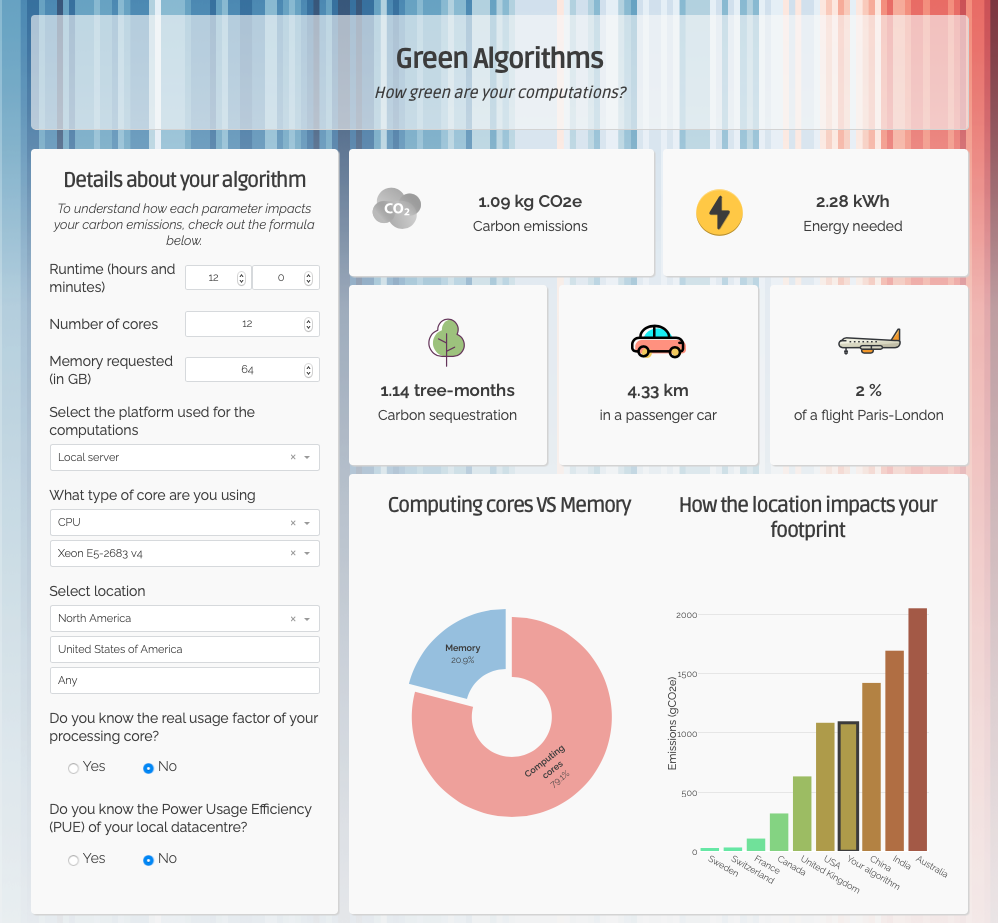 Green Algorithms
How green are your computations?
Details about your algorithm
To understand how each parameter impacts
your carbon emissions, check out the formula
below.
Runtime (hours and
minutes)
12
0
Number of cores
12
Memory requested
(in GB)
64
Select the platform used for the
computations
Local server
What type of core are you using
CPU
Xeon E5-2683 v4
Select location
North America
United States of America
Any
Do you know the real usage factor of your
processing core?
Yes
No
Do you know the Power Usage Efficiency
(PUE) of your local datacentre?
Yes
No
CO2
1.09 kg CO2e
Carbon emissions
2.28 kWh
Energy needed
1.14 tree-months
Carbon sequestration
4.33 km
in a passenger car
2 %
of a flight Paris-London
Computing cores VS Memory
Memory
20.9%
Computing
cores
79.1%
How the location impacts your
footprint
Emissions (gCO2e)
2000
1500
1000
500
0
Sweden
Switzerland
France
Canada
United Kingdom
USA
Your algorithm
China
India
Australia